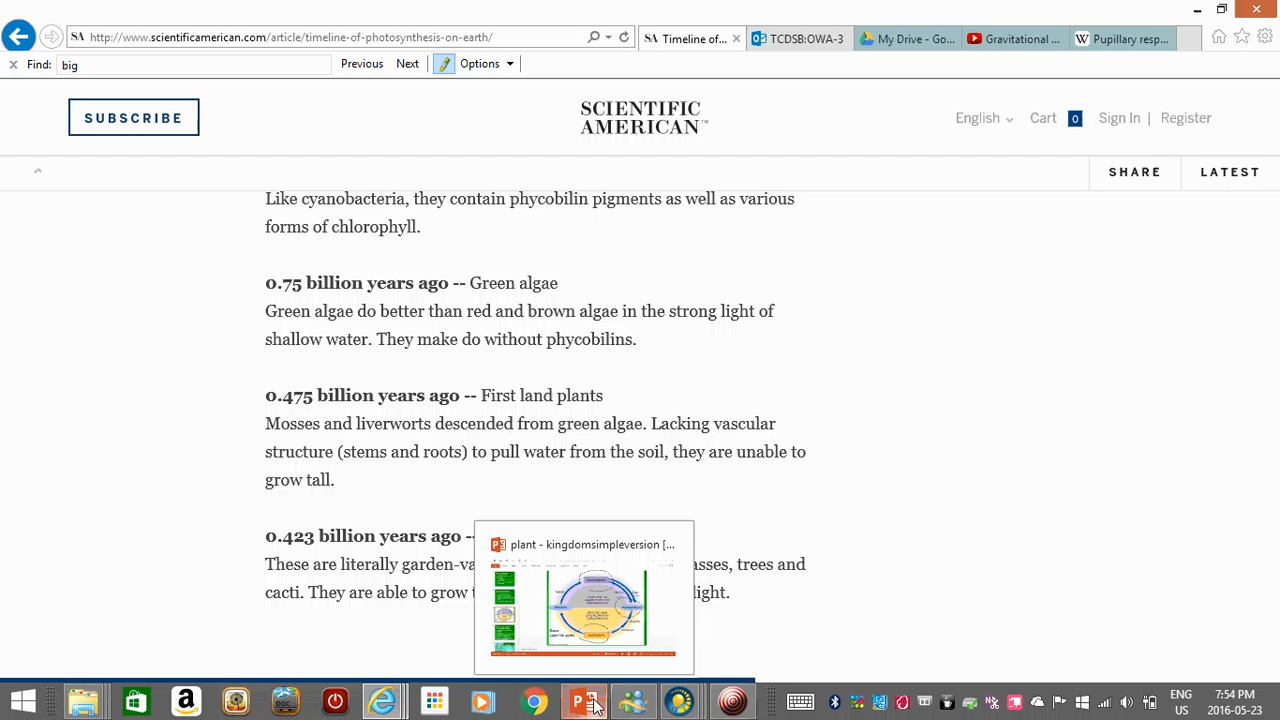 http://www.scientificamerican.com/article/timeline-of-photosynthesis-on-earth/
SA Timeline of...
TCDSB:OWA-3
My Drive - Go...
Gravitational ...
W Pupillary resp...
Find: big
Previous Next Options
SUBSCRIBE
SCIENTIFIC
AMERICAN™
English Cart 0 Sign In | Register
SHARE LATEST
Like cyanobacteria, they contain phycobilin pigments as well as various
forms of chlorophyll.
0.75 billion years ago -- Green algae
Green algae do better than red and brown algae in the strong light of
shallow water. They make do without phycobilins.
0.475 billion years ago -- First land plants
Mosses and liverworts descended from green algae. Lacking vascular
structure (stems and roots) to pull water from the soil, they are unable to
grow tall.
0.423 billion years ago --
plant - kingdomsimpleversion [...
These are literally garden-va asses, trees and
cacti. They are able to grow light.
ENG 7:54 PM
US 2016-05-23